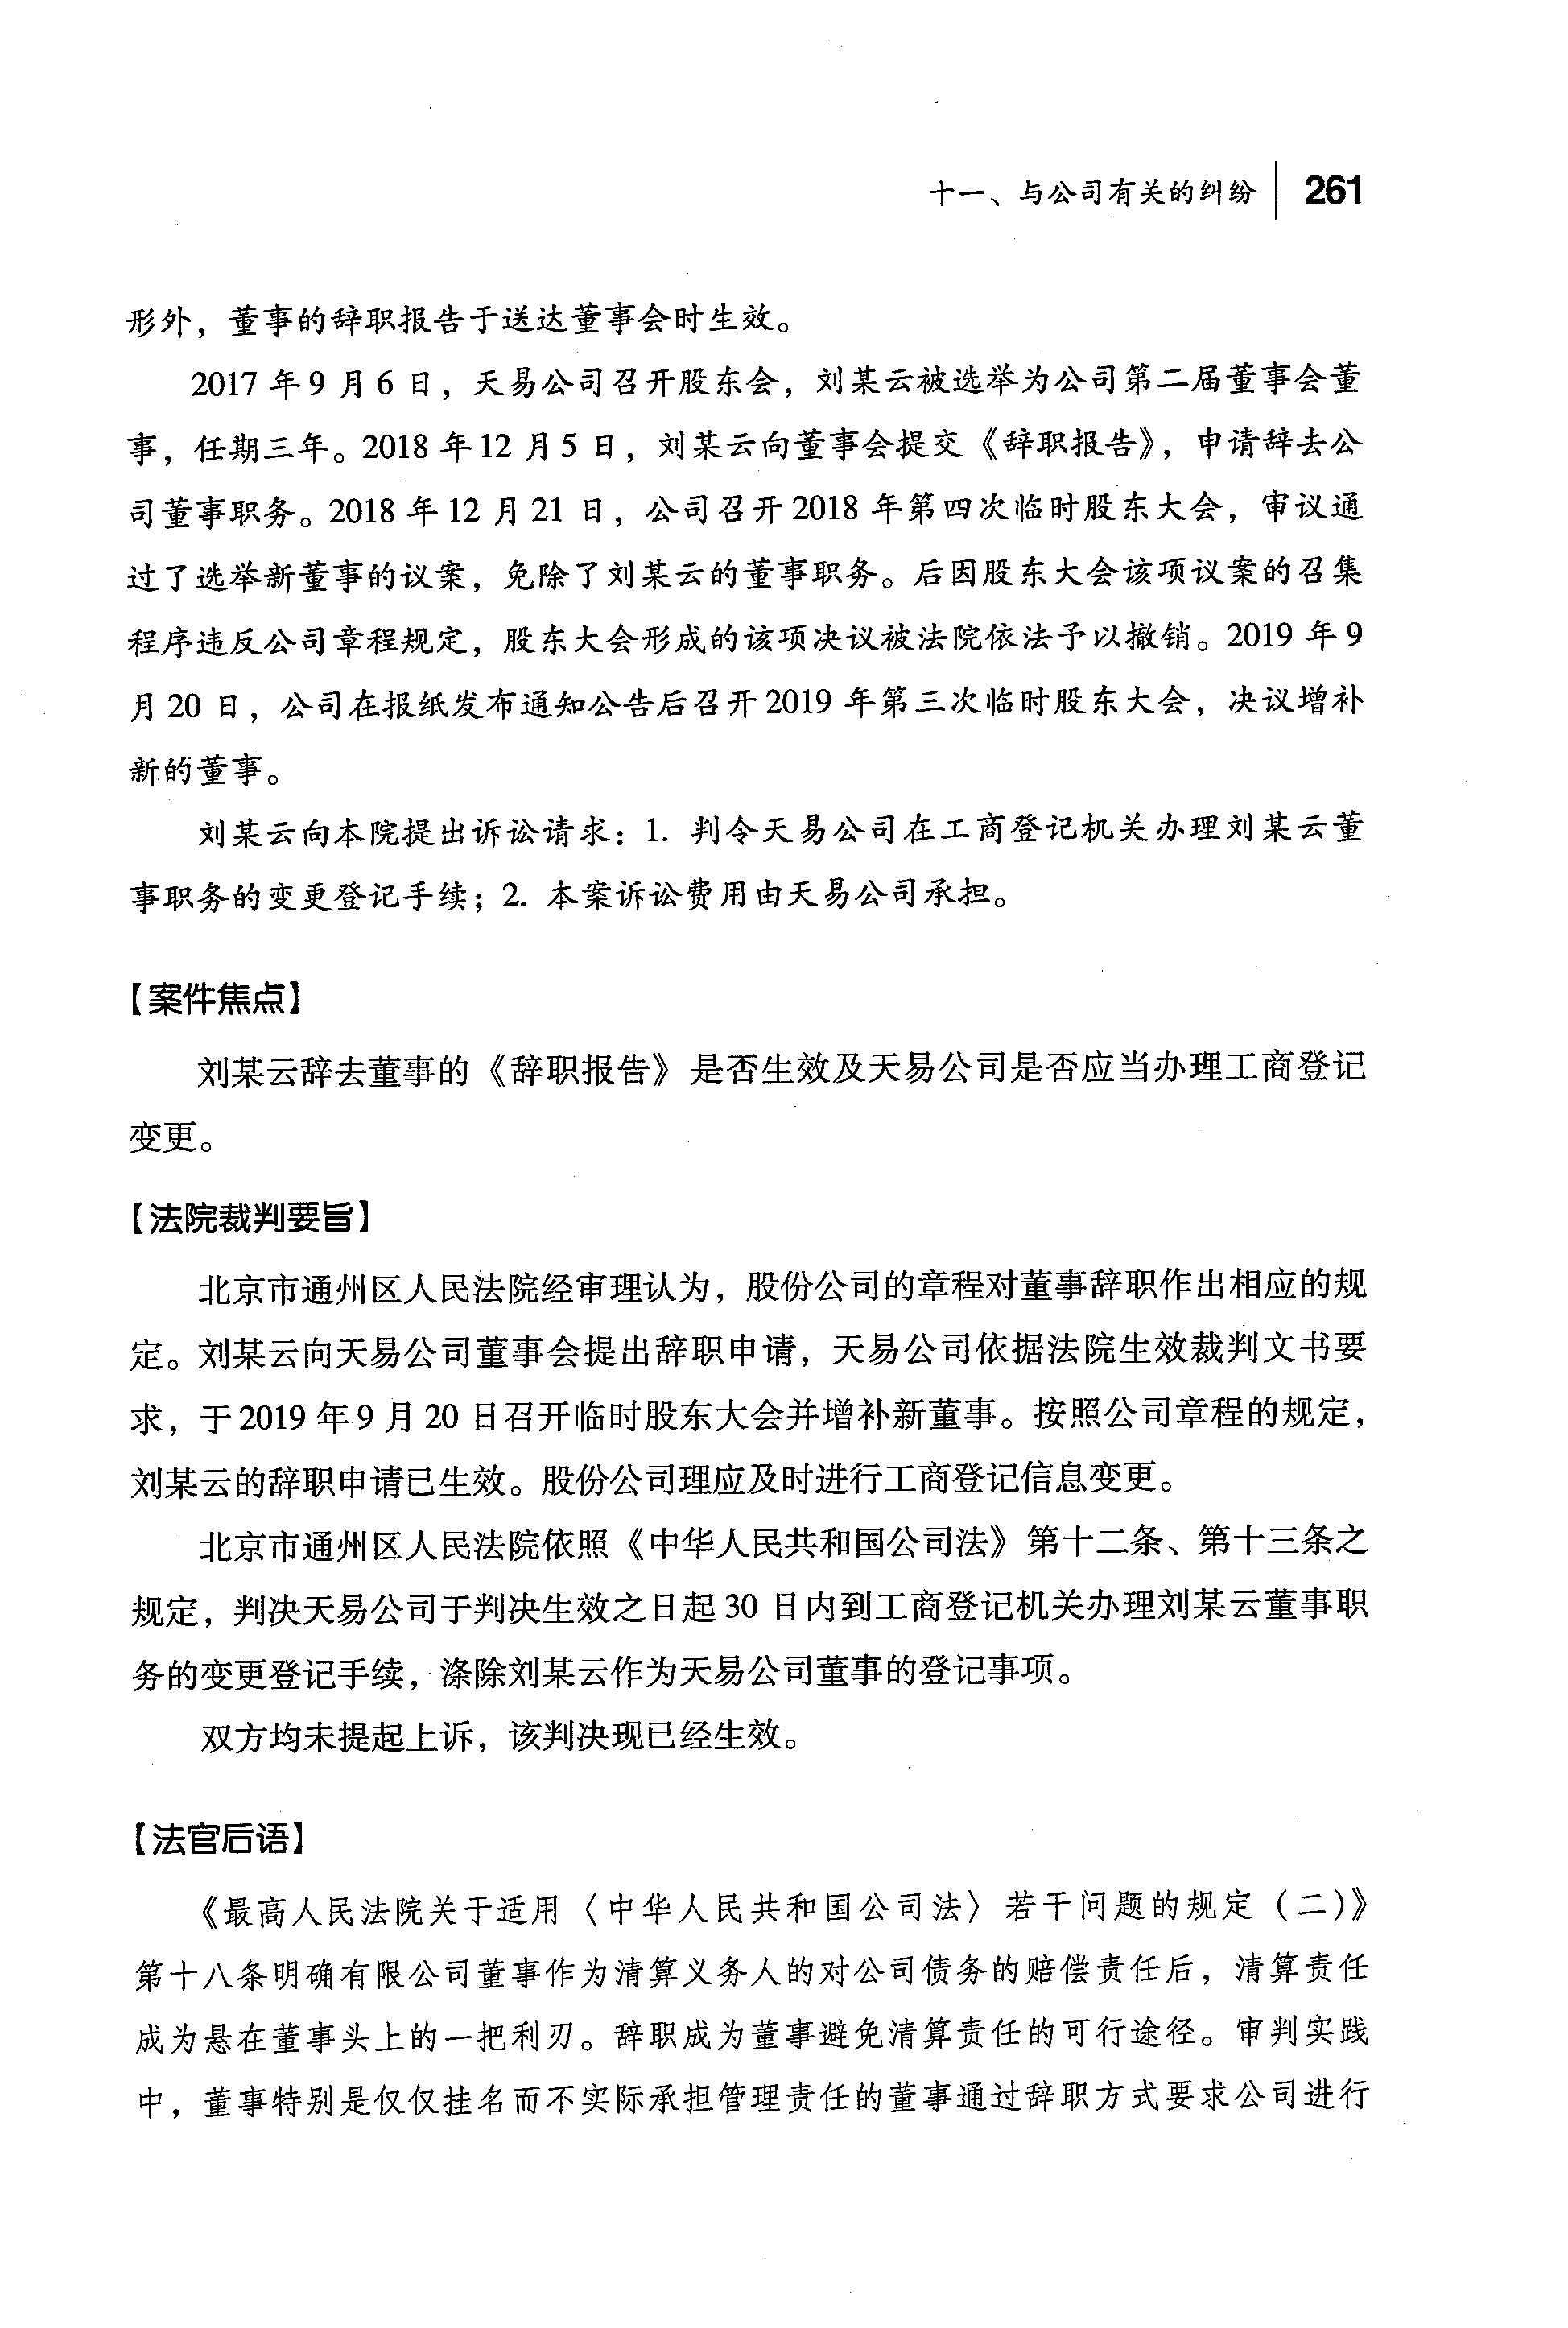 十一、与公司有关的纠纷 261
形外，董事的辞职报告于送达董事会时生效。
2017 年 9 月 6 日，天易公司召开股东会，刘某云被选举为公司第二届董事会董
事，任期三年。2018 年 12 月 5 日，刘某云向董事会提交《辞职报告》，申请辞去公
司董事职务。2018 年 12 月 21 日，公司召开 2018 年第四次临时股东大会，审议通
过了选举新董事的议案，免除了刘某云的董事职务。后因股东大会该项议案的召集
程序违反公司章程规定，股东大会形成的该项决议被法院依法予以撤销。2019 年 9
月 20 日，公司在报纸发布通知公告后召开 2019 年第三次临时股东大会，决议增补
新的董事。
刘某云向本院提出诉讼请求：1. 判令天易公司在工商登记机关办理刘某云董
事职务的变更登记手续；2. 本案诉讼费用由天易公司承担。
【案件焦点】
刘某云辞去董事的《辞职报告》是否生效及天易公司是否应当办理工商登记
变更。
【法院裁判要旨】
北京市通州区人民法院经审理认为，股份公司的章程对董事辞职作出相应的规
定。刘某云向天易公司董事会提出辞职申请，天易公司依据法院生效裁判文书要
求，于 2019 年 9 月 20 日召开临时股东大会并增补新董事。按照公司章程的规定，
刘某云的辞职申请已生效。股份公司理应及时进行工商登记信息变更。
北京市通州区人民法院依照《中华人民共和国公司法》第十二条、第十三条之
规定，判决天易公司于判决生效之日起 30 日内到工商登记机关办理刘某云董事职
务的变更登记手续，涤除刘某云作为天易公司董事的登记事项。
双方均未提起上诉，该判决现已经生效。
【法官后语】
《最高人民法院关于适用〈中华人民共和国公司法〉若干问题的规定（二）》
第十八条明确有限公司董事作为清算义务人的对公司债务的赔偿责任后，清算责任
成为悬在董事头上的一把利刃。辞职成为董事避免清算责任的可行途径。审判实践
中，董事特别是仅仅挂名而不实际承担管理责任的董事通过辞职方式要求公司进行